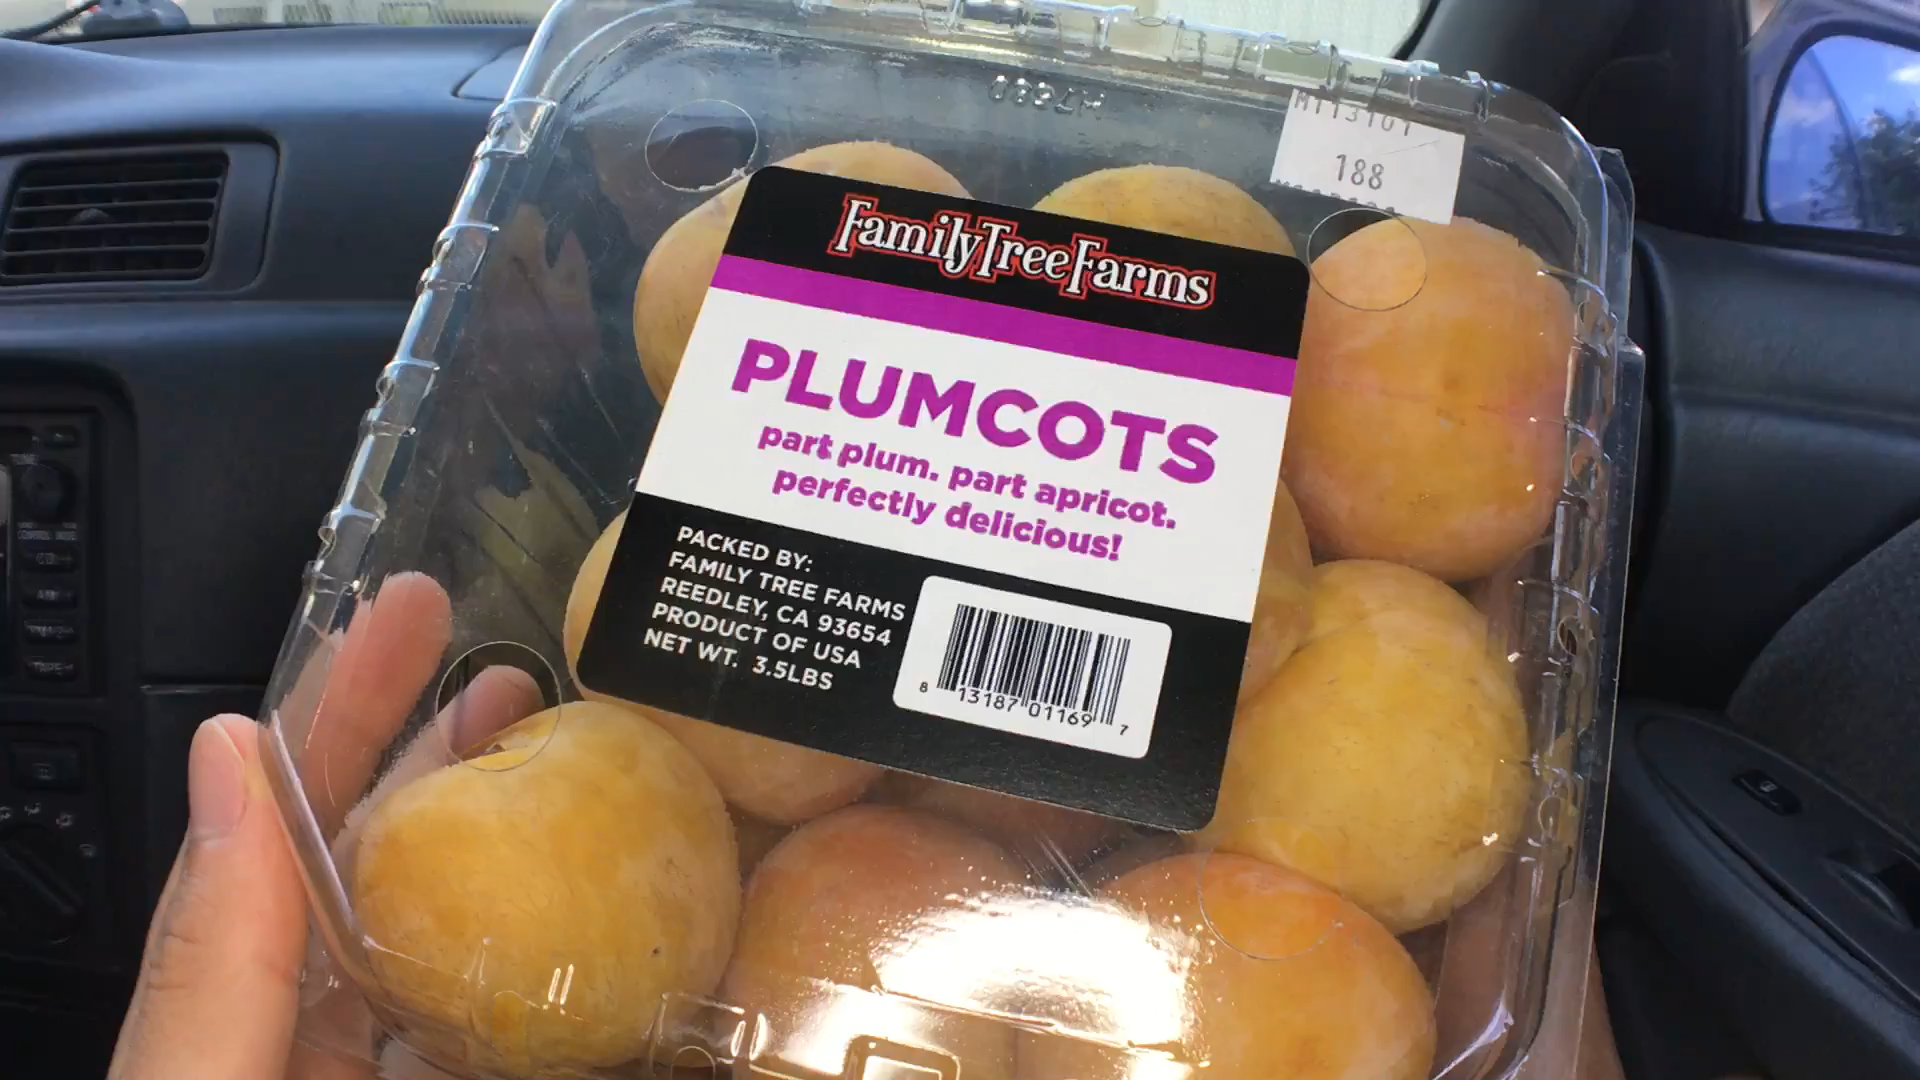 M113101
188
FamilyTreeFarms
PLUMCOTS
part plum. part apricot.
perfectly delicious!
PACKED BY:
FAMILY TREE FARMS
REEDLEY, CA 93654
PRODUCT OF USA
NET WT. 3.5LBS
8 13187 01169 7